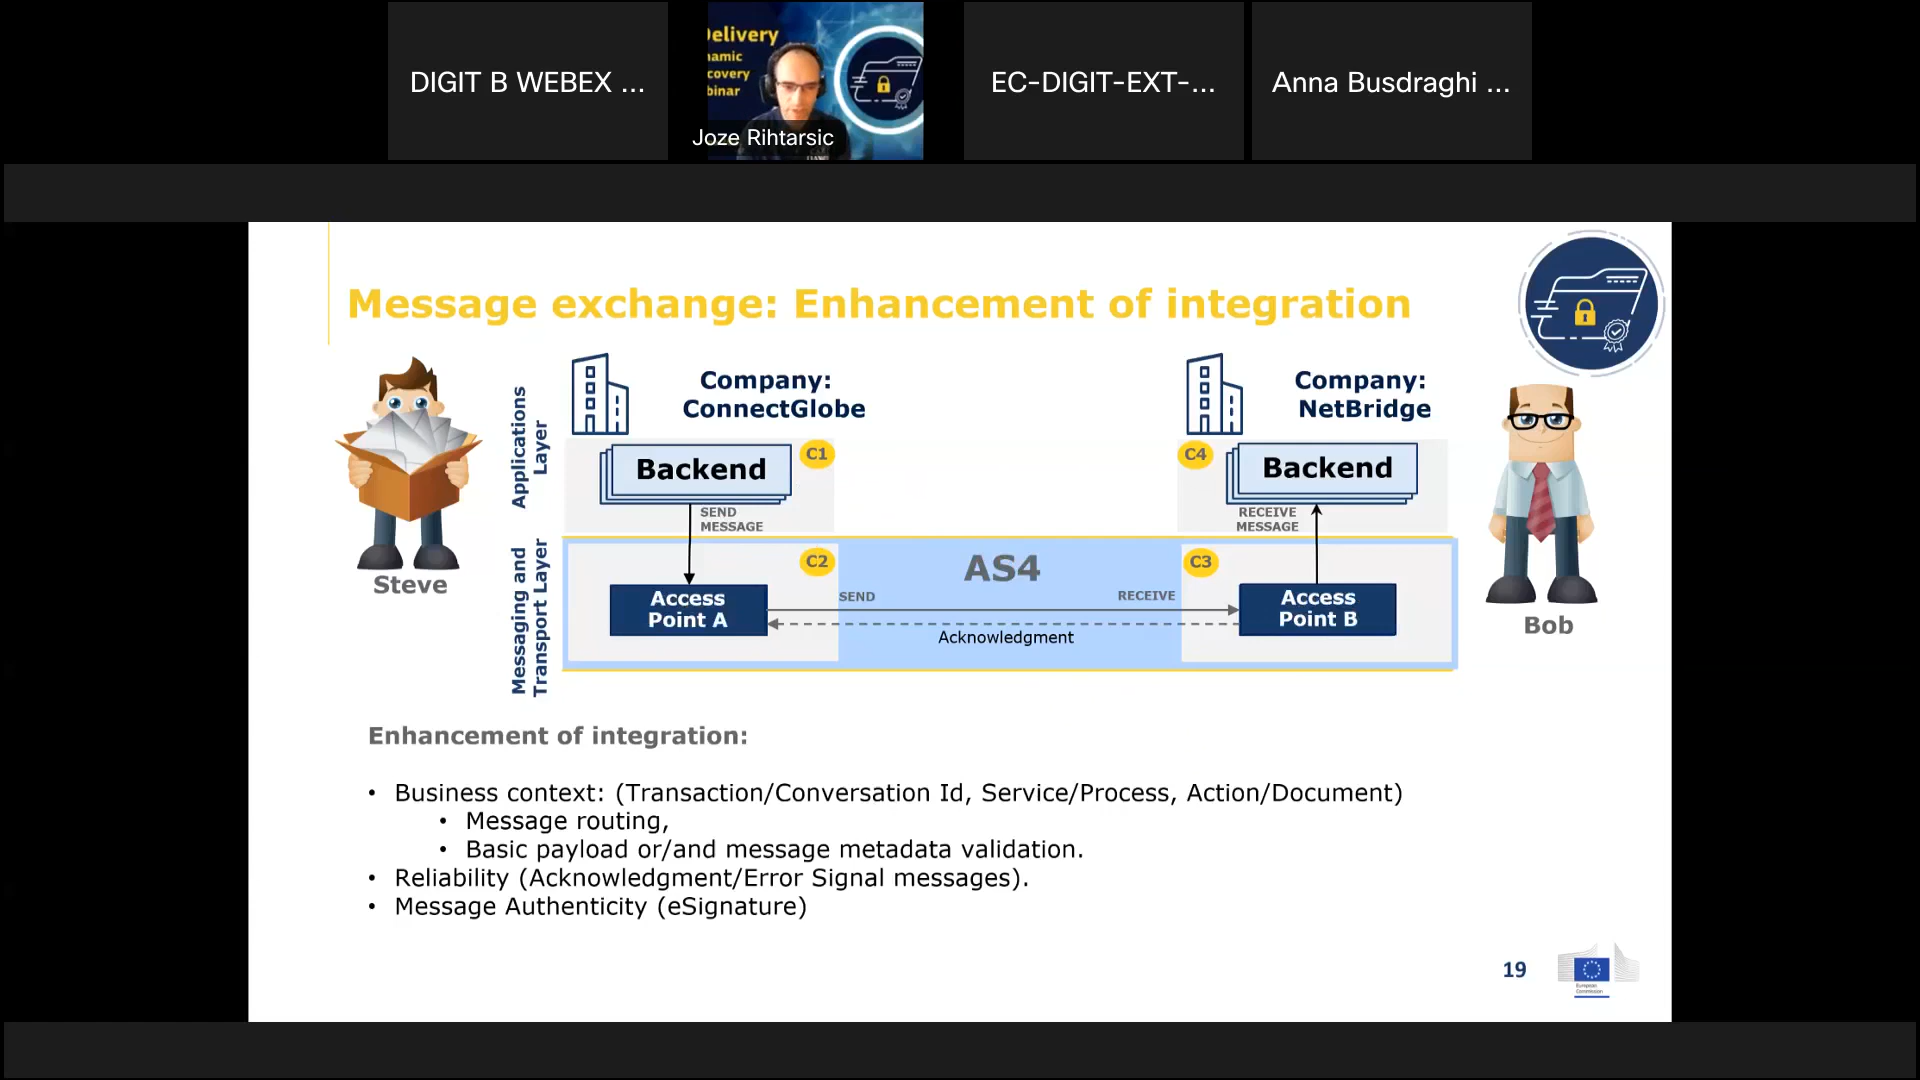 DIGIT B WEBEX ...
Delivery
namic
covery
binar
Joze Rihtarsic
EC-DIGIT-EXT-...
Anna Busdraghi ...
Message exchange: Enhancement of integration
Company:
ConnectGlobe
Company:
NetBridge
Applications
Layer
Backend
C1
C4
Backend
SEND
MESSAGE
RECEIVE
MESSAGE
Steve
Bob
Messaging and
Transport Layer
C2
AS4
C3
Access
Point A
SEND
RECEIVE
Access
Point B
Acknowledgment
Enhancement of integration:
• Business context: (Transaction/Conversation Id, Service/Process, Action/Document)
• Message routing,
• Basic payload or/and message metadata validation.
• Reliability (Acknowledgment/Error Signal messages).
• Message Authenticity (eSignature)
19
European
Commission